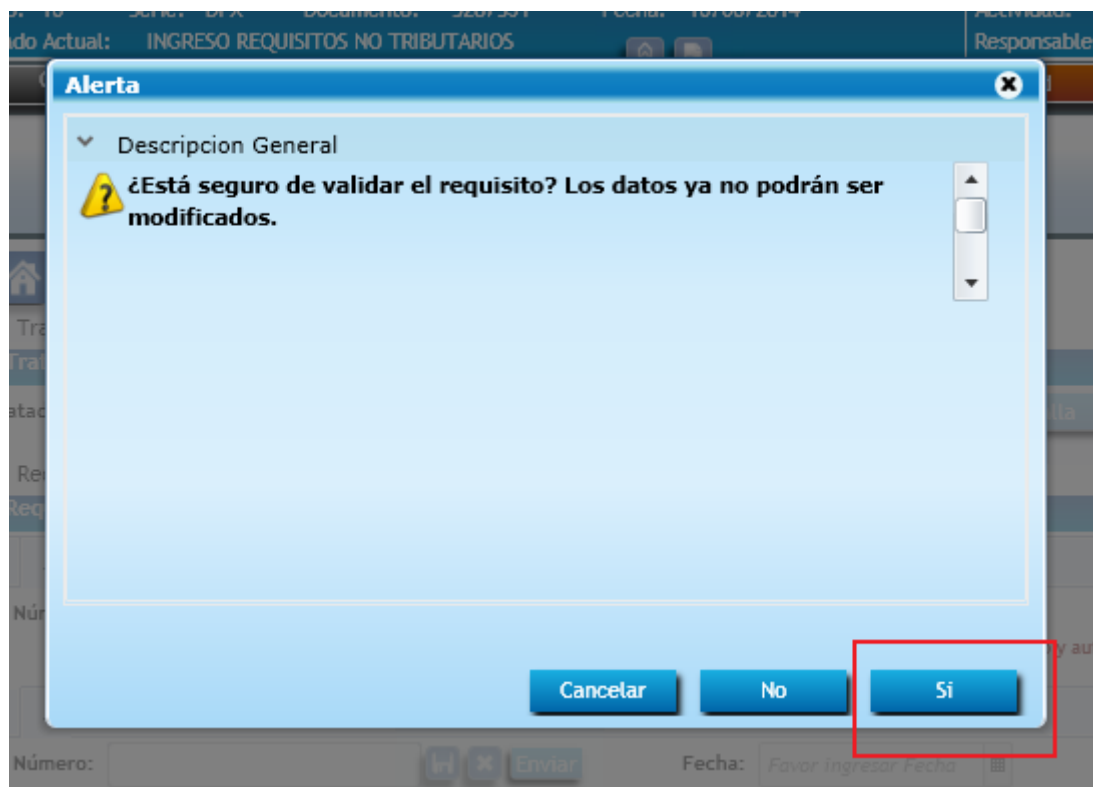 Actual: INGRESO REQUISITOS NO TRIBUTARIOS Responsable
Alerta
Descripcion General
¿Está seguro de validar el requisito? Los datos ya no podrán ser
modificados.
Cancelar No Si
Número: Enviar Fecha: Favor ingresar Fecha